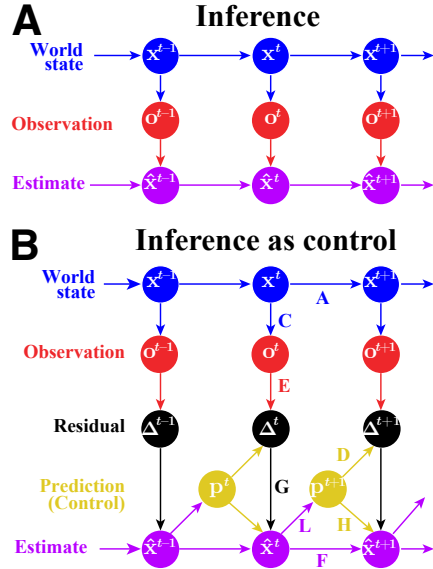 A Inference
World
state
x^{t-1} x^t x^{t+1}
Observation o^{t-1} o^t o^{t+1}
Estimate x̂^{t-1} x̂^t x̂^{t+1}
B Inference as control
World
state
x^{t-1} x^t x^{t+1}
A
C
Observation o^{t-1} o^t o^{t+1}
E
Residual Δ^{t-1} Δ^t Δ^{t+1}
D
Prediction
(Control)
p^t G p^{t+1}
L H
Estimate x̂^{t-1} x̂^t x̂^{t+1}
F